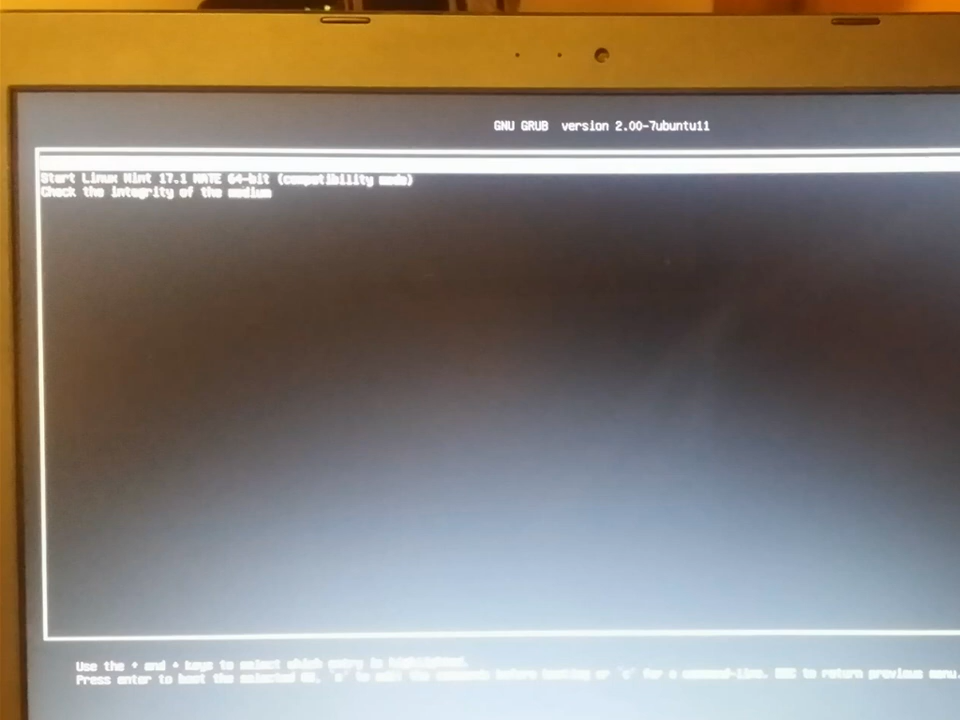 GNU GRUB version 2.00-7ubuntu11
Start Linux Mint 17.1 MATE 64-bit (compatibility mode)
Check the integrity of the medium
Use the ↑ and ↓ keys to select which entry is highlighted.
Press enter to boot the selected OS, 'e' to edit the commands before booting or 'c' for a command-line. ESC to return previous menu.